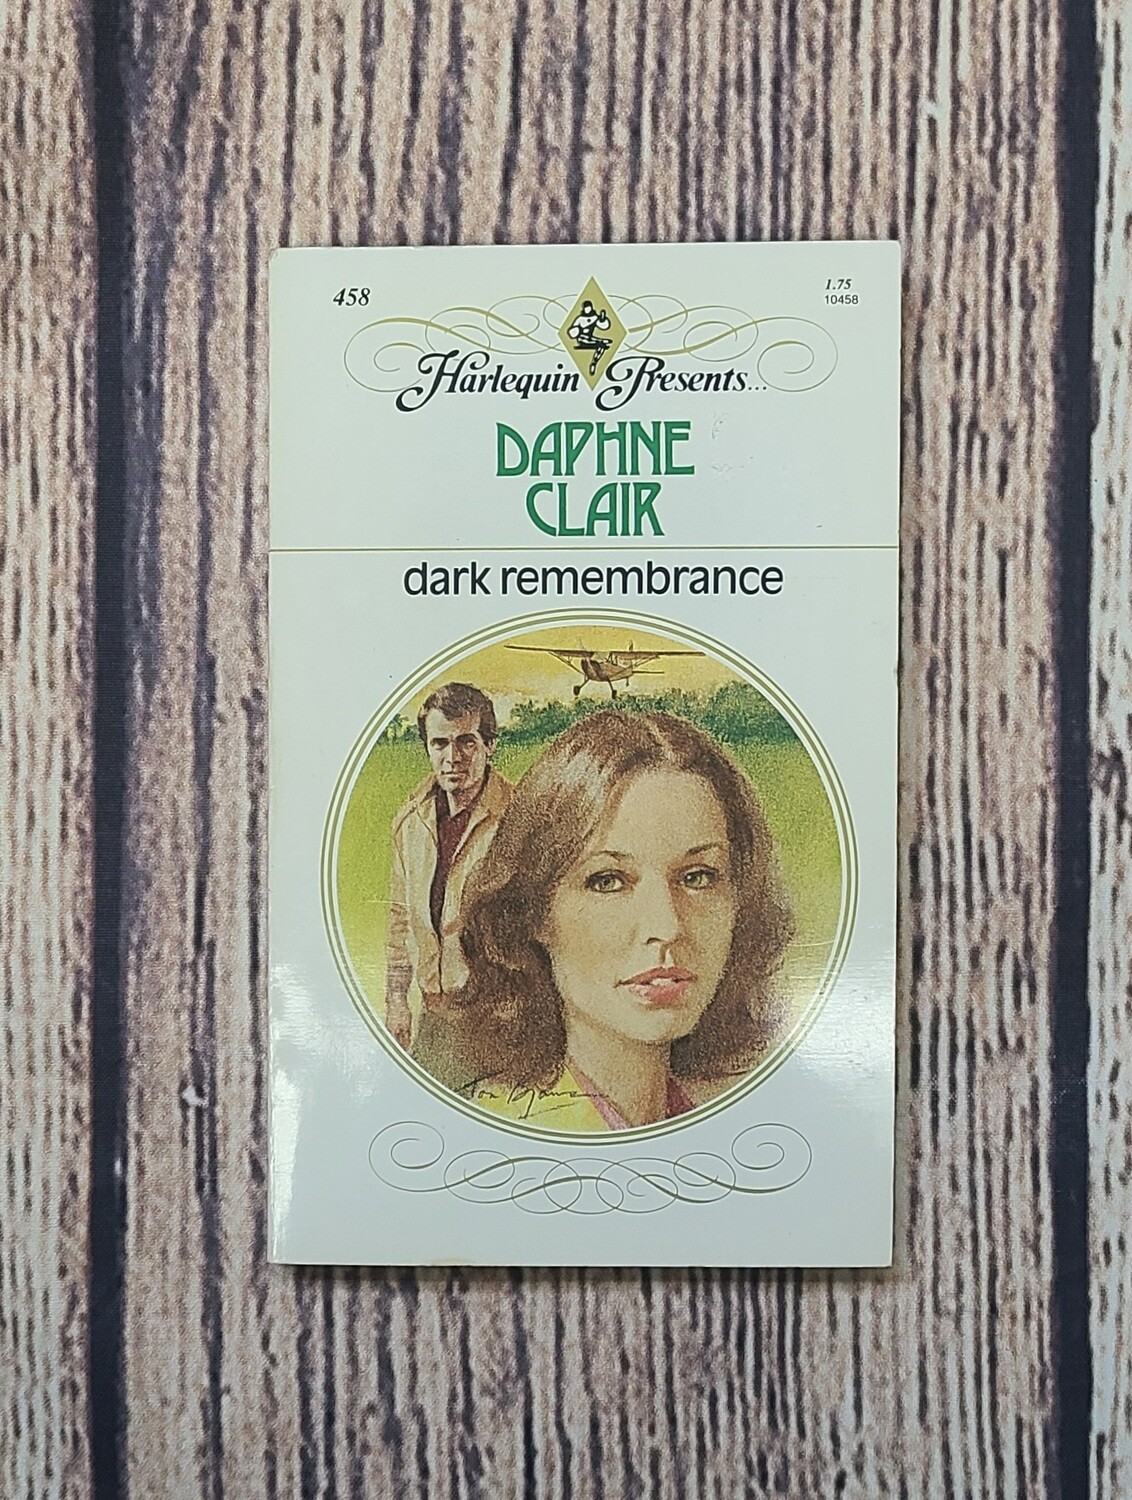 458
1.75
10458
Harlequin Presents...
DAPHNE
CLAIR
dark remembrance